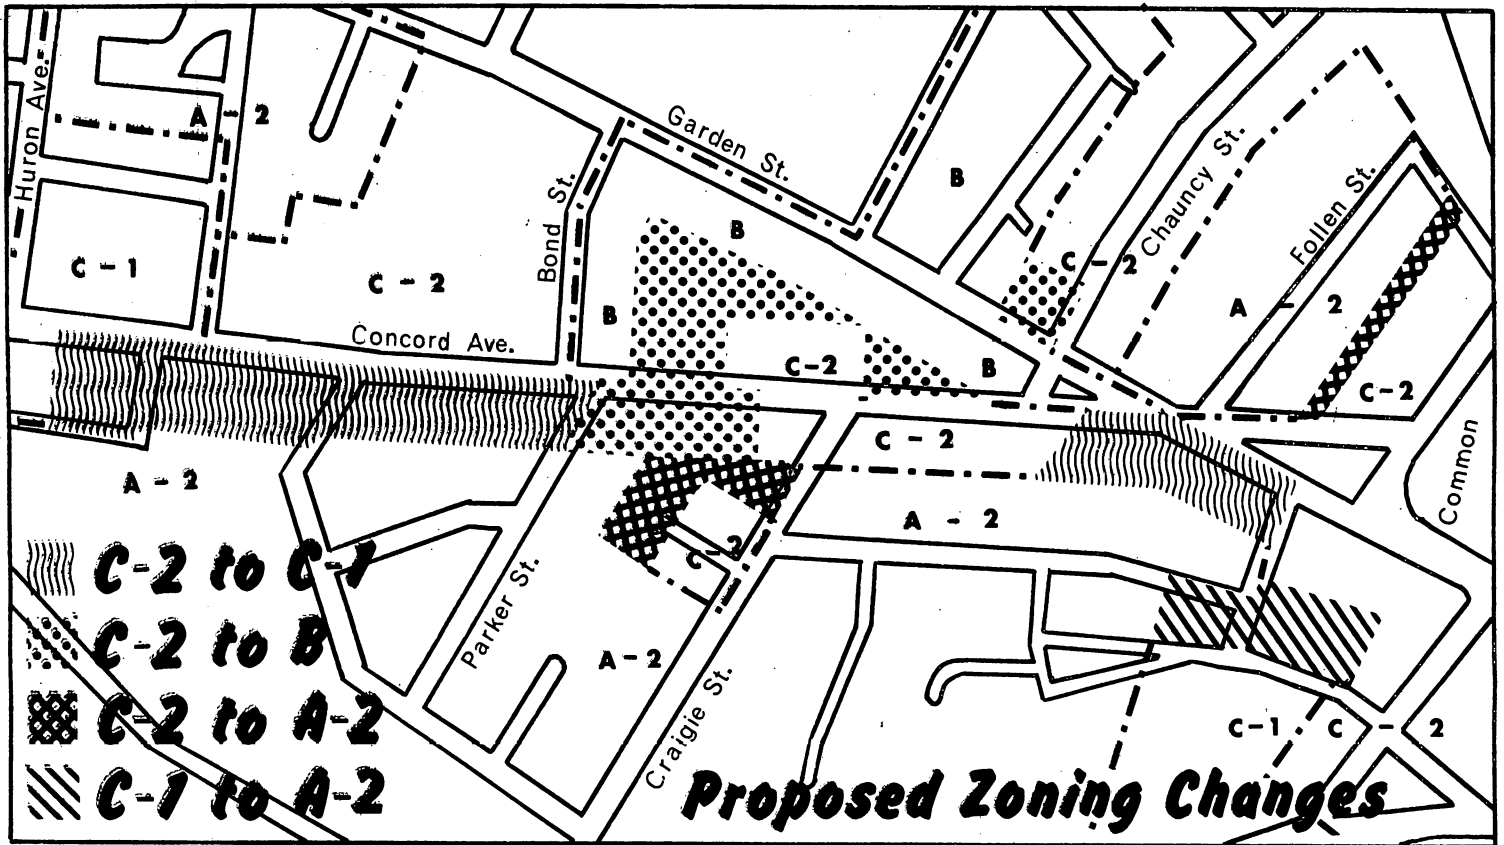 Huron Ave.
A - 2
Garden St.
B
Chauncy St.
Follen St.
Bond St.
B
C - 1
C - 2
C - 2
A - 2
B
Concord Ave.
C-2
B
C-2
C - 2
Common
A - 2
A - 2
C-2
Parker St.
A-2
Craigie St.
C-1
C - 2
C-2 to C-1
C-2 to B
C-2 to A-2
C-1 to A-2
Proposed Zoning Changes